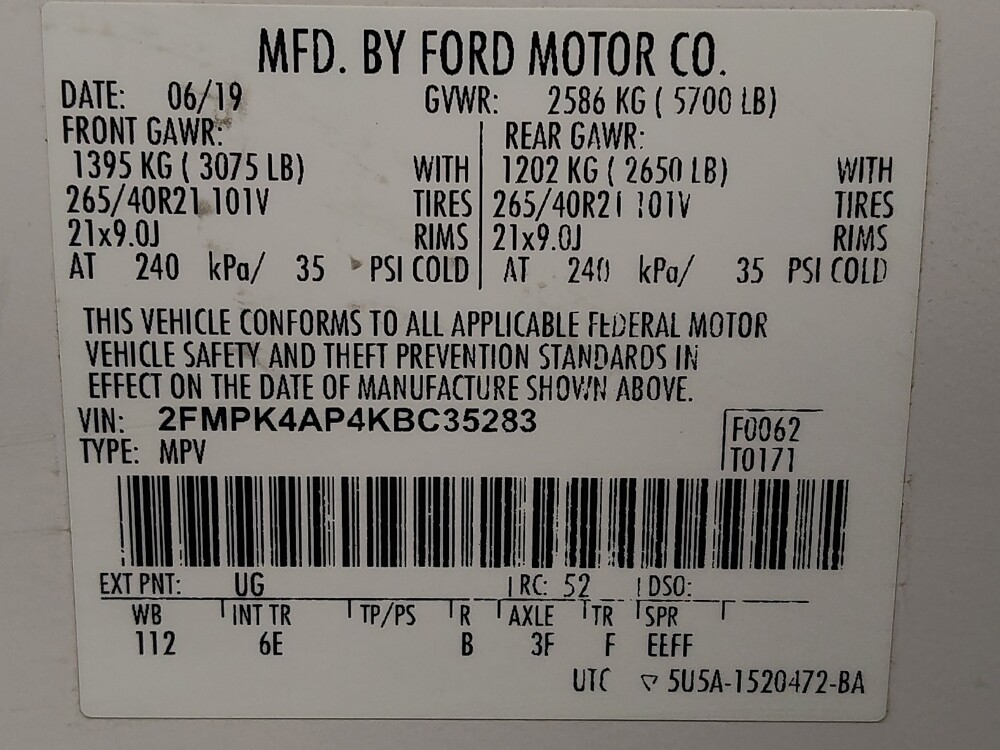 MFD. BY FORD MOTOR CO.
DATE: 06/19 GVWR: 2586 KG ( 5700 LB)
FRONT GAWR: REAR GAWR:
1395 KG ( 3075 LB) WITH 1202 KG ( 2650 LB) WITH
265/40R21 101V TIRES 265/40R21 101V TIRES
21x9.0J RIMS 21x9.0J RIMS
AT 240 kPa/ 35 PSI COLD AT 240 kPa/ 35 PSI COLD
THIS VEHICLE CONFORMS TO ALL APPLICABLE FEDERAL MOTOR
VEHICLE SAFETY AND THEFT PREVENTION STANDARDS IN
EFFECT ON THE DATE OF MANUFACTURE SHOWN ABOVE.
VIN: 2FMPK4AP4KBC35283 F0062
TYPE: MPV T0171
EXT PNT: UG RC: 52 DSO:
WB INT TR TP/PS R AXLE TR SPR
112 6E B 3F F EEFF
UTC ▽ 5U5A-1520472-BA